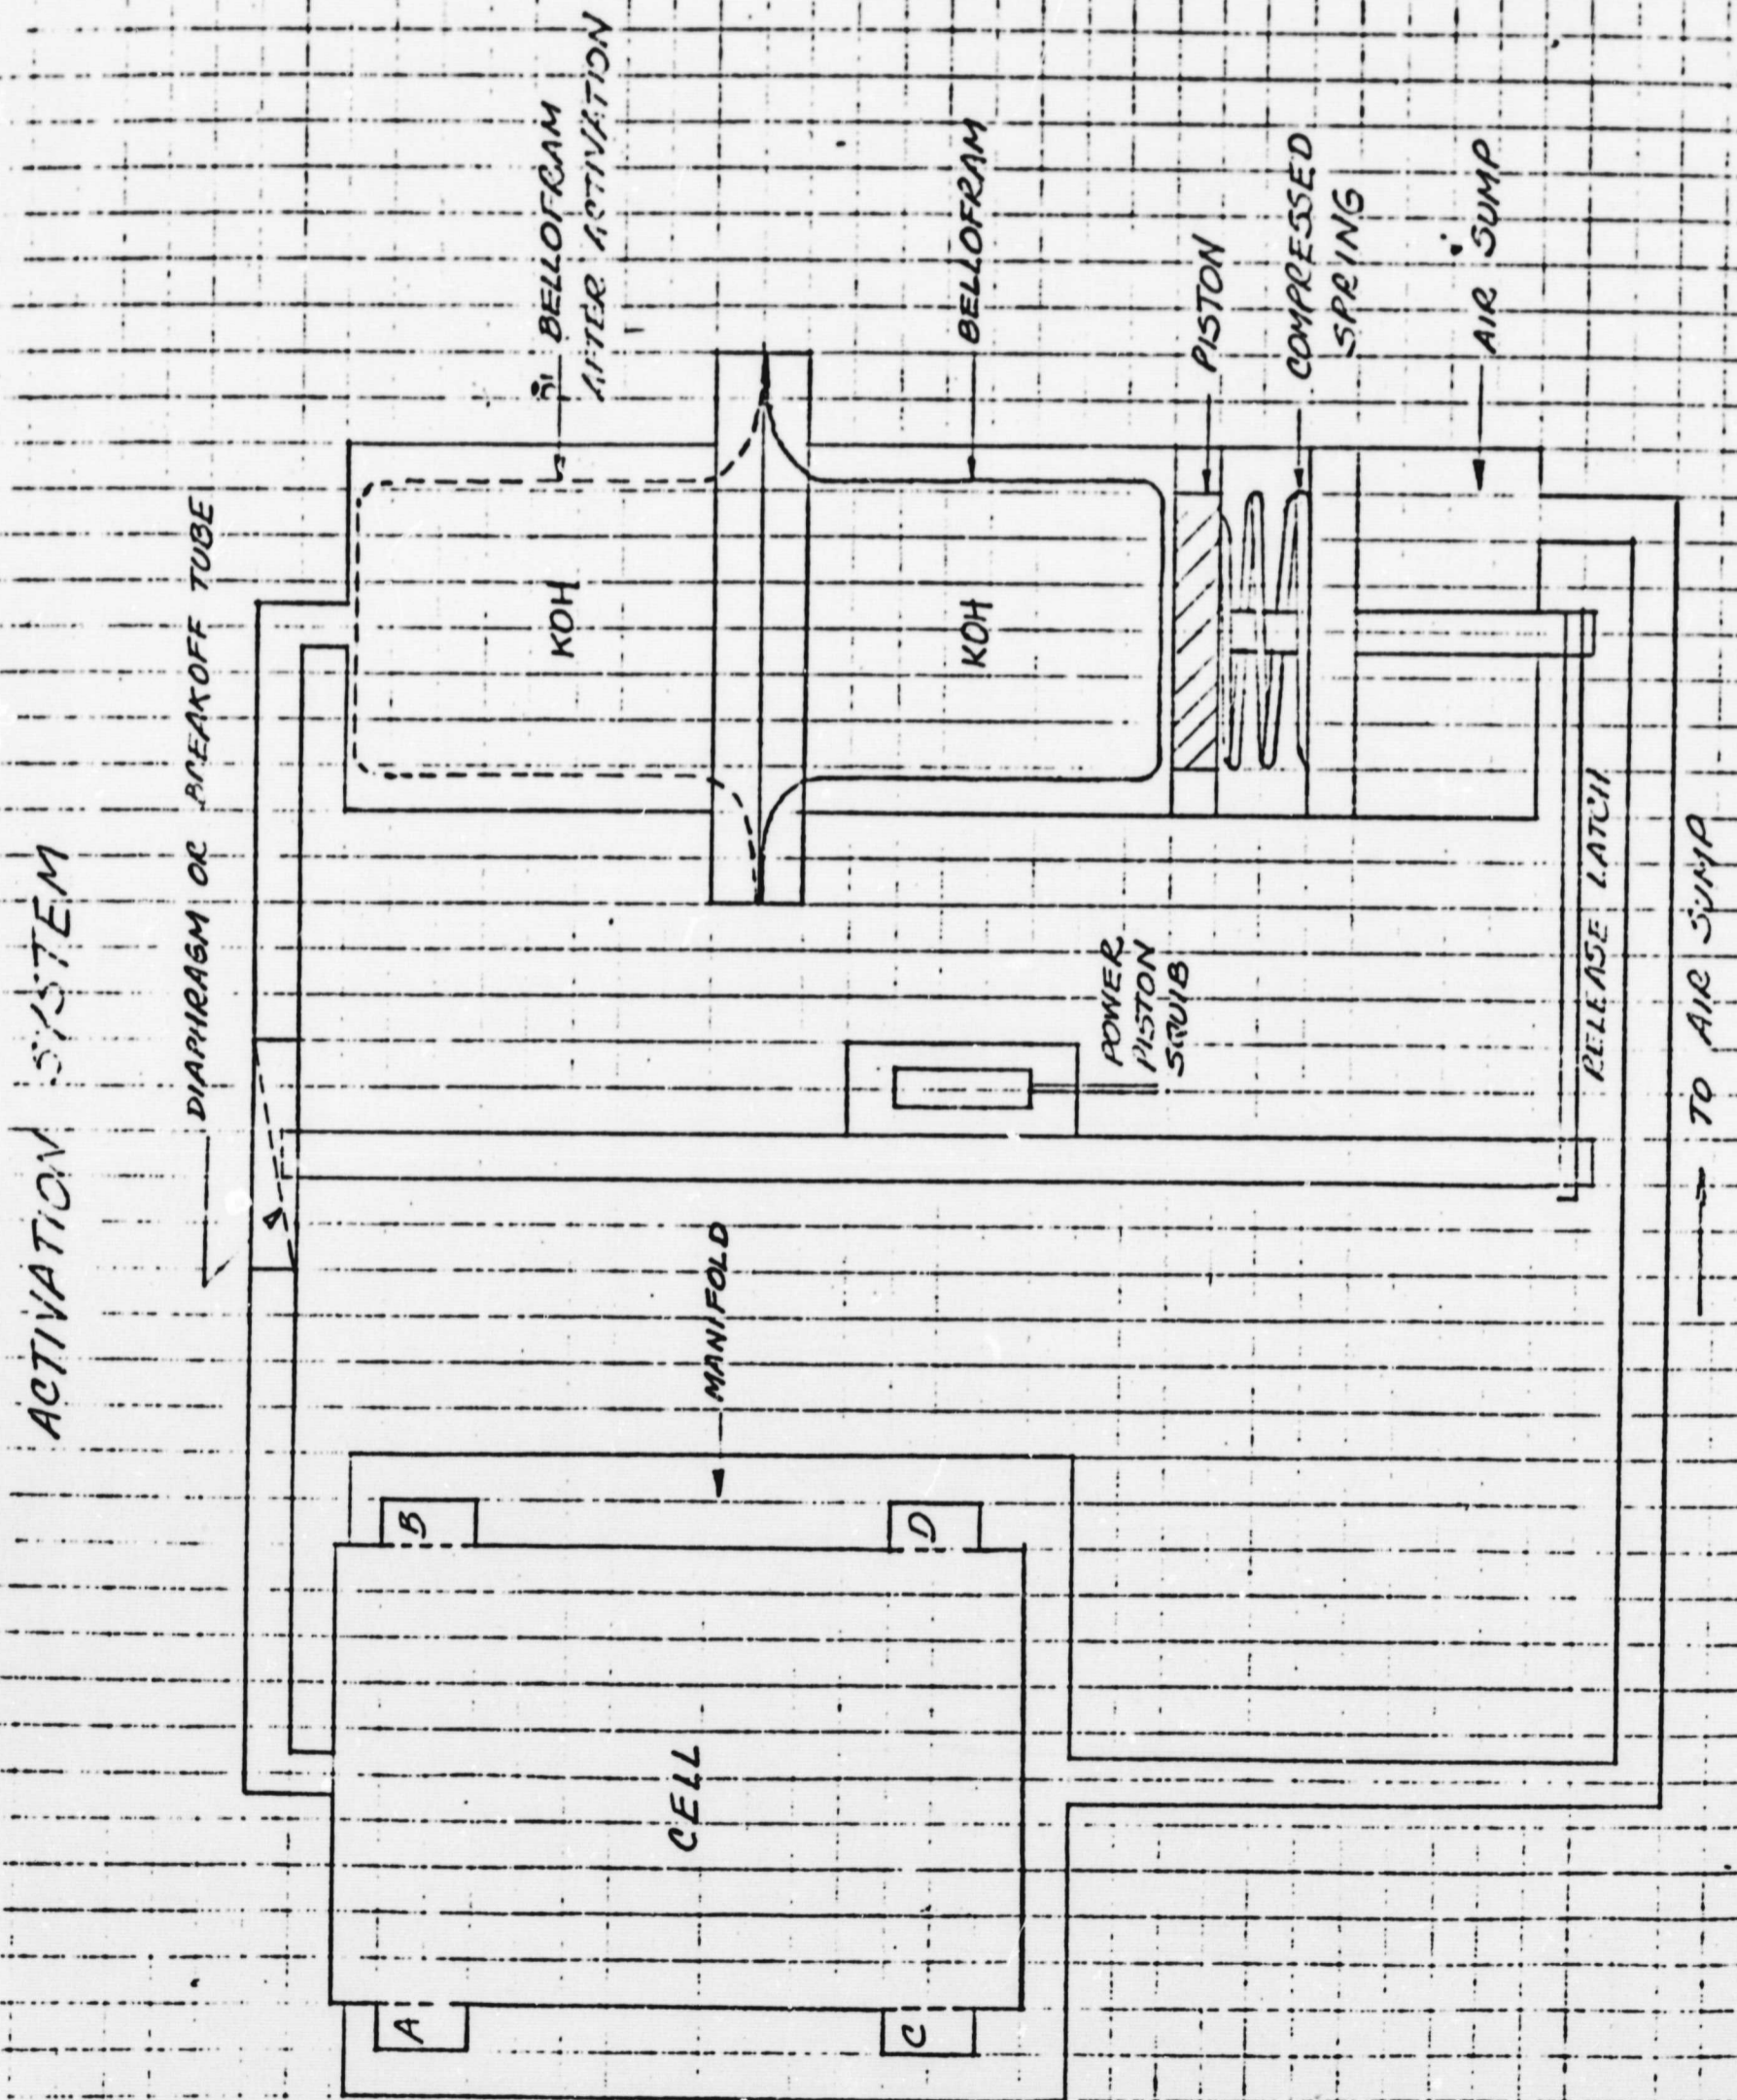 ACTIVATION SYSTEM
DIAPHRAGM OR BREAKOFF TUBE
BELLOFRAM
AFTER ACTIVATION
KOH
BELLOFRAM
KOH
PISTON
COMPRESSED
SPRING
AIR SUMP
POWER
PISTON
SQUIB
MANIFOLD
B
D
CELL
A
C
RELEASE LATCH
TO AIR SUMP